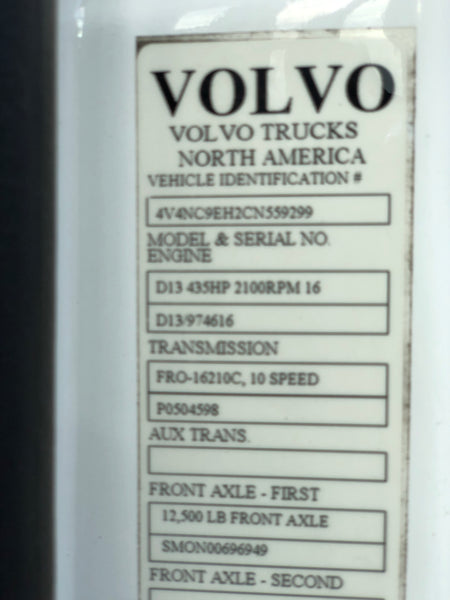 VOLVO
VOLVO TRUCKS
NORTH AMERICA
VEHICLE IDENTIFICATION #
4V4NC9EH2CN559299
MODEL & SERIAL NO.
ENGINE
D13 435HP 2100RPM 16
D13/974616
TRANSMISSION
FRO-16210C, 10 SPEED
P0504598
AUX TRANS.
FRONT AXLE - FIRST
12,500 LB FRONT AXLE
SMON00696949
FRONT AXLE - SECOND